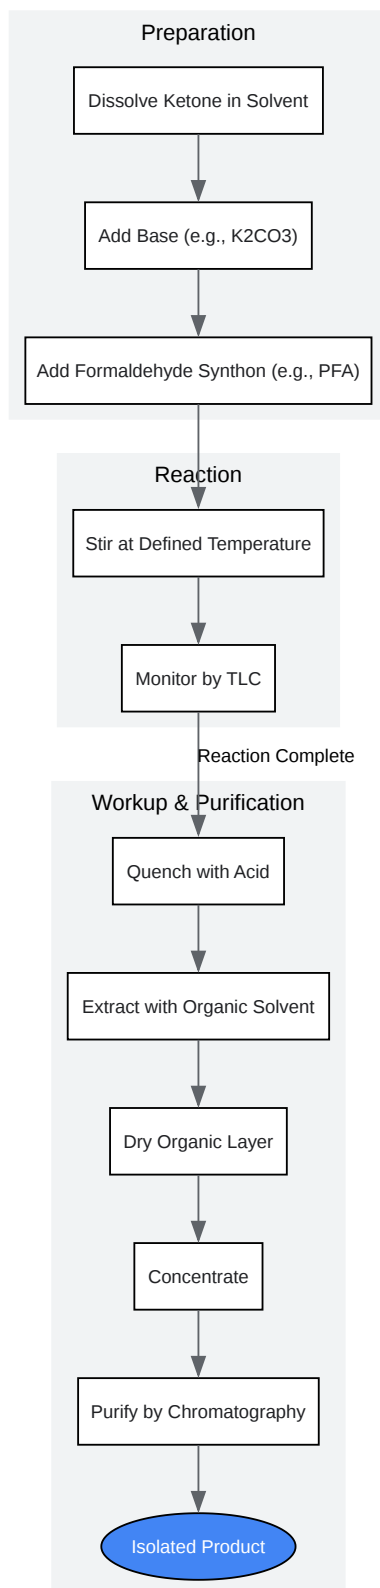 Preparation
Dissolve Ketone in Solvent
Add Base (e.g., K2CO3)
Add Formaldehyde Synthon (e.g., PFA)
Reaction
Stir at Defined Temperature
Monitor by TLC
Reaction Complete
Workup & Purification
Quench with Acid
Extract with Organic Solvent
Dry Organic Layer
Concentrate
Purify by Chromatography
Isolated Product